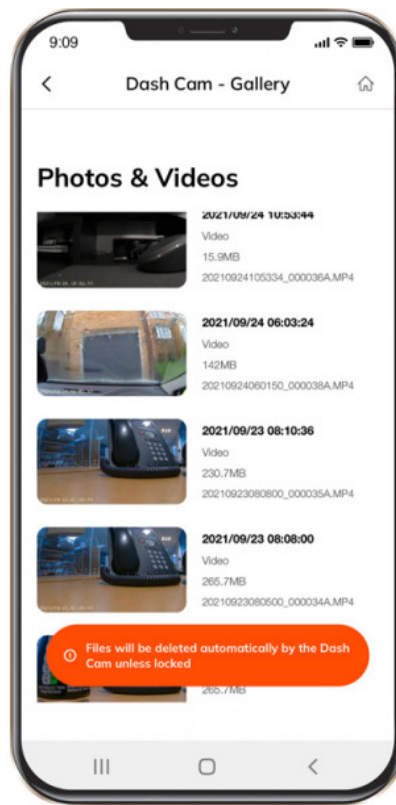 9:09
Dash Cam - Gallery
Photos & Videos
2021/09/24 10:53:44
Video
15.9MB
20210924105334_000036A.MP4
2021/09/24 06:03:24
Video
142MB
20210924060150_000038A.MP4
2021/09/23 08:10:36
Video
230.7MB
20210923080800_000035A.MP4
2021/09/23 08:08:00
Video
265.7MB
20210923080500_000034A.MP4
Files will be deleted automatically by the Dash
Cam unless locked
265.7MB